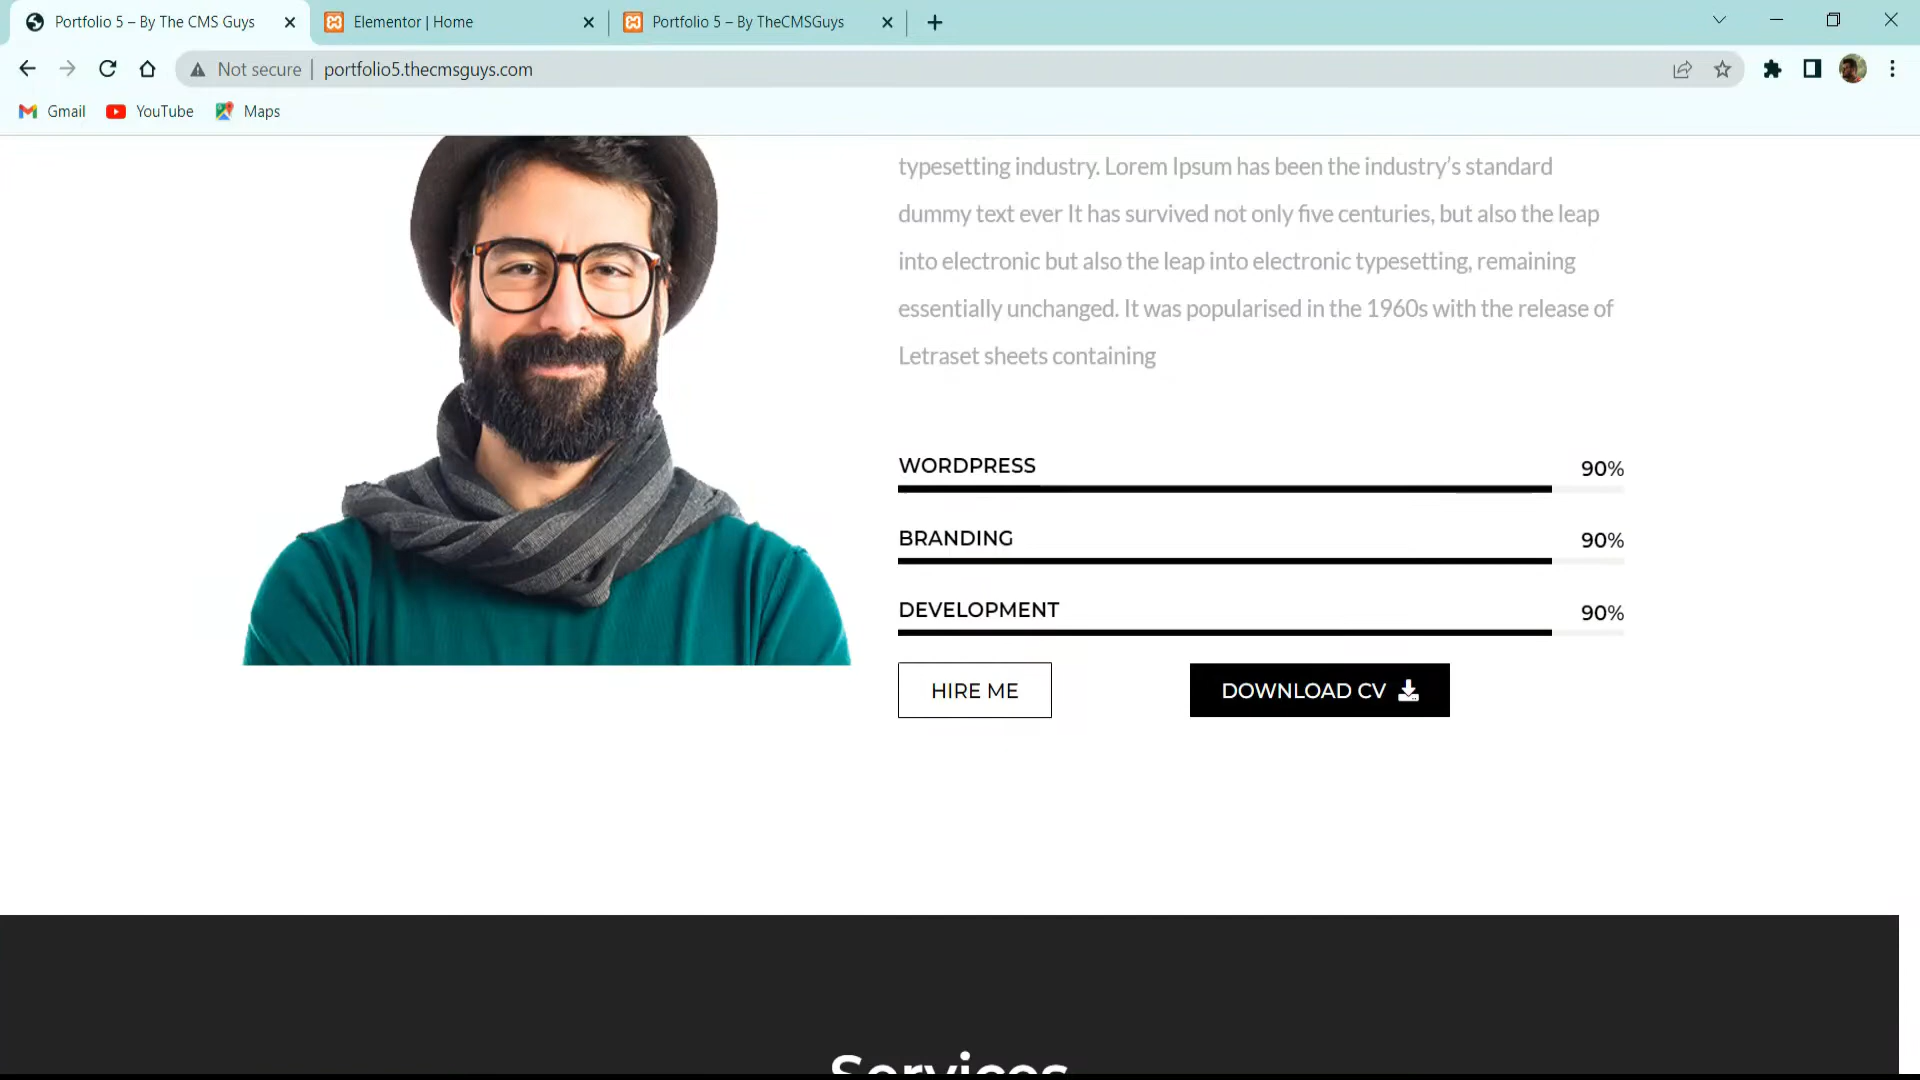 Portfolio 5 – By The CMS Guys
Elementor | Home
Portfolio 5 – By TheCMSGuys
Not secure
portfolio5.thecmsguys.com
Gmail
YouTube
Maps
typesetting industry. Lorem Ipsum has been the industry’s standard
dummy text ever It has survived not only five centuries, but also the leap
into electronic but also the leap into electronic typesetting, remaining
essentially unchanged. It was popularised in the 1960s with the release of
Letraset sheets containing
WORDPRESS 90%
BRANDING 90%
DEVELOPMENT 90%
HIRE ME
DOWNLOAD CV
Services